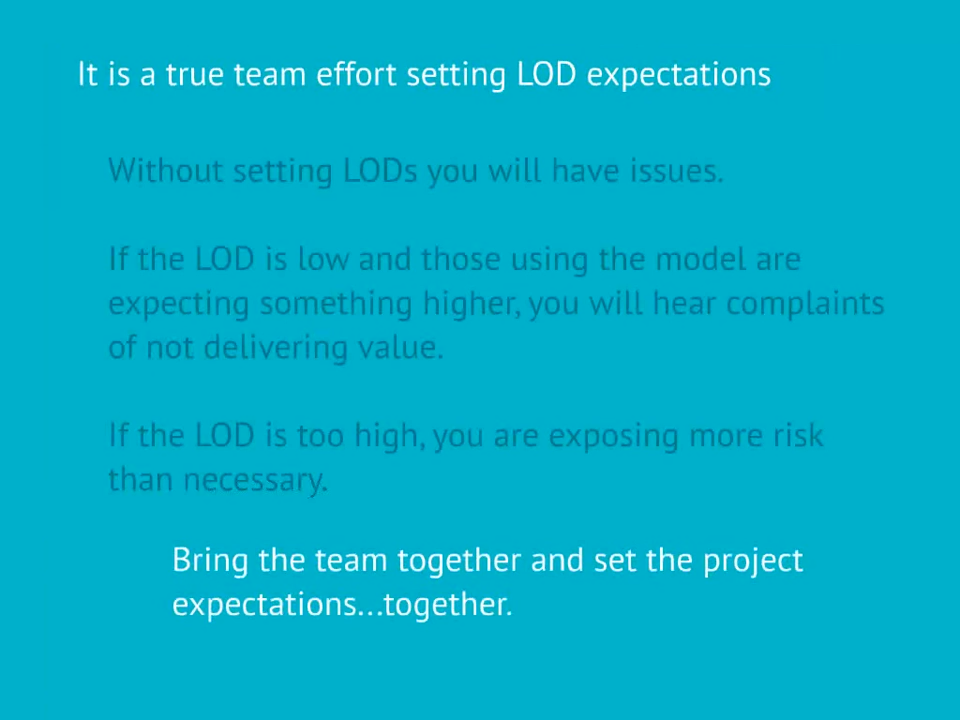 It is a true team effort setting LOD expectations
Without setting LODs you will have issues.
If the LOD is low and those using the model are
expecting something higher, you will hear complaints
of not delivering value.
If the LOD is too high, you are exposing more risk
than necessary.
Bring the team together and set the project
expectations...together.